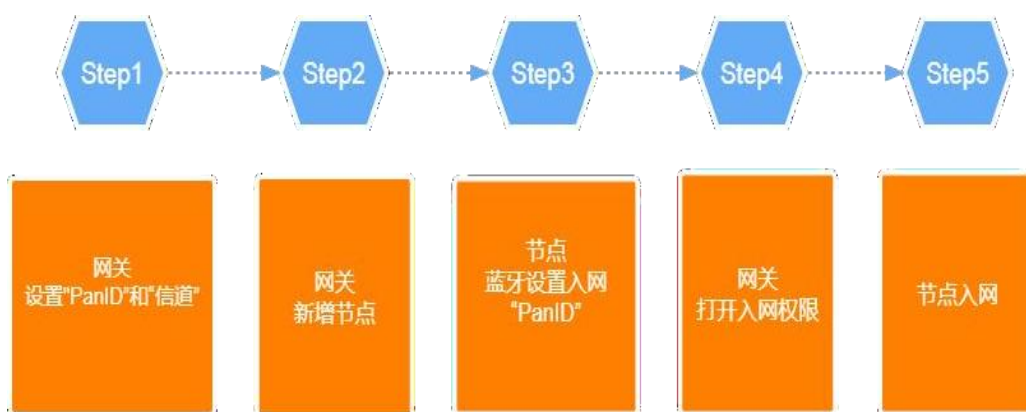 Step1
Step2
Step3
Step4
Step5
网关
设置"PanID"和"信道"
网关
新增节点
节点
蓝牙设置入网
"PanID"
网关
打开入网权限
节点入网